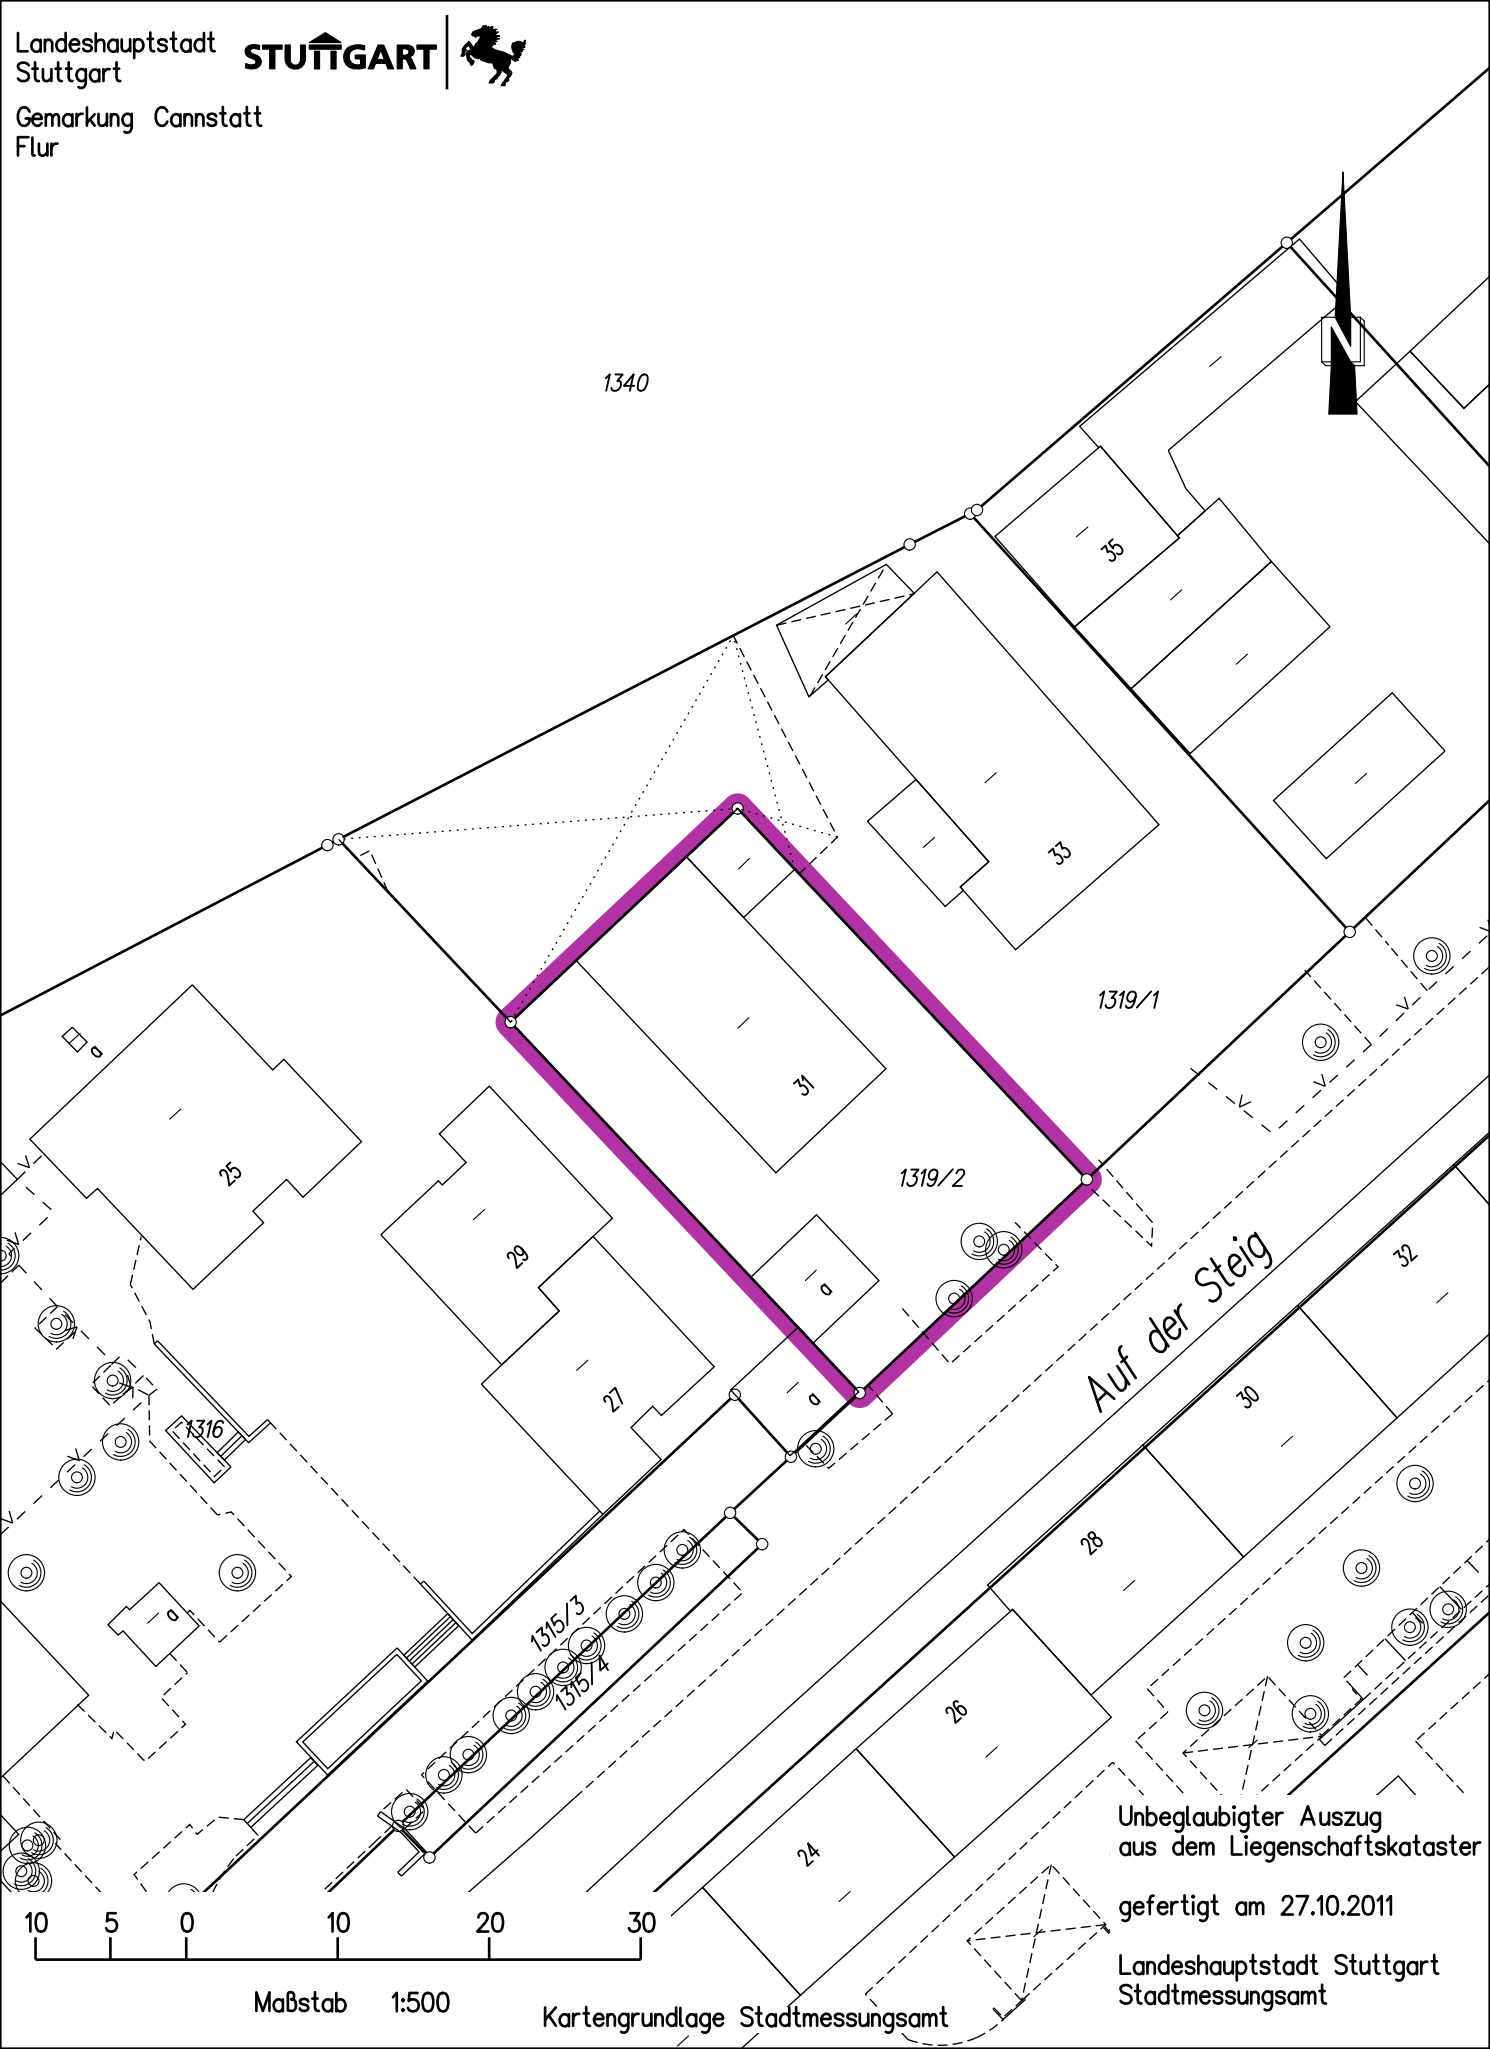 Landeshauptstadt
Stuttgart
STUTTGART
Gemarkung Cannstatt
Flur
N
1340
35
33
1319/1
31
1319/2
a
25
29
27
a
a
1316
a
Auf der Steig
32
30
28
26
24
1315/3
1315/4
10 5 0 10 20 30
Maßstab 1:500
Kartengrundlage Stadtmessungsamt
Unbeglaubigter Auszug
aus dem Liegenschaftskataster
gefertigt am 27.10.2011
Landeshauptstadt Stuttgart
Stadtmessungsamt